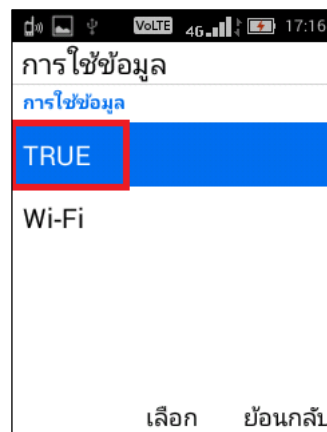 VoLTE 4G 17:16
การใช้ข้อมูล
การใช้ข้อมูล
TRUE
Wi-Fi
เลือก ย้อนกลับ